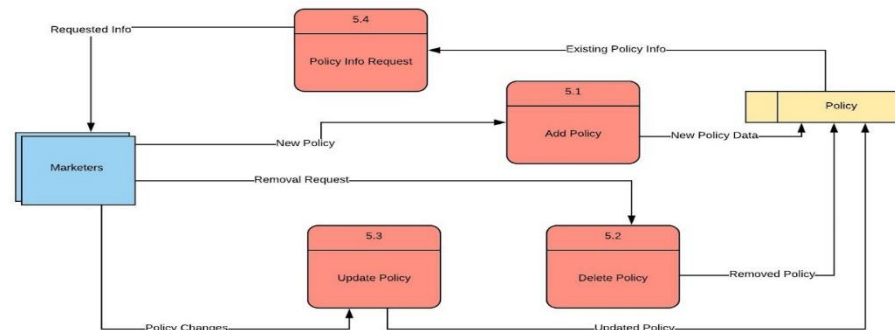 5.4
Requested Info
Existing Policy Info
Policy Info Request
5.1
Policy
New Policy
Add Policy
New Policy Data
Marketers
Removal Request
5.3
5.2
Update Policy
Delete Policy
Removed Policy
Policy Changes
Updated Policy